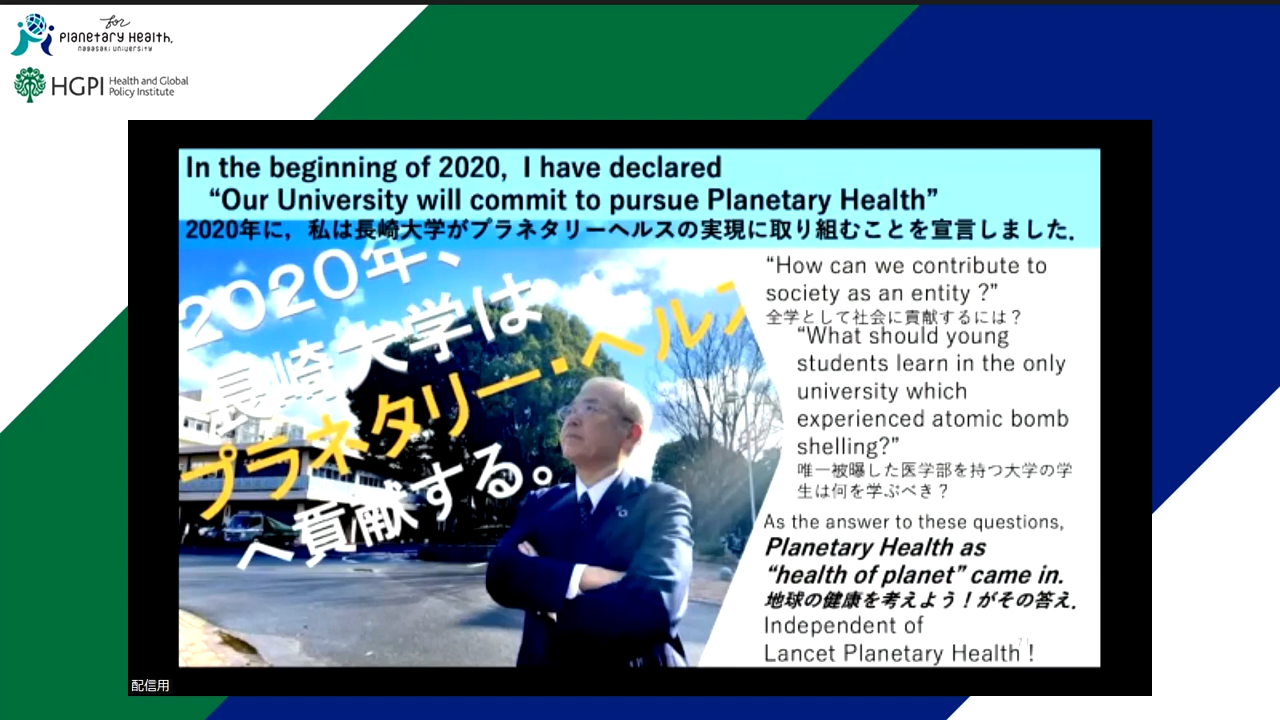 for
PLanetary HeaLth.
nagasaki university
HGPI Health and Global
Policy Institute
In the beginning of 2020, I have declared
“Our University will commit to pursue Planetary Health”
2020年に，私は長崎大学がプラネタリーヘルスの実現に取り組むことを宣言しました．
2020年、
長崎大学は
プラネタリー・ヘルス
へ貢献する。
“How can we contribute to
society as an entity ?”
全学として社会に貢献するには？
“What should young
students learn in the only
university which
experienced atomic bomb
shelling?”
唯一被曝した医学部を持つ大学の学
生は何を学ぶべき？
As the answer to these questions,
Planetary Health as
“health of planet” came in.
地球の健康を考えよう！がその答え．
Independent of
Lancet Planetary Health !
71
配信用